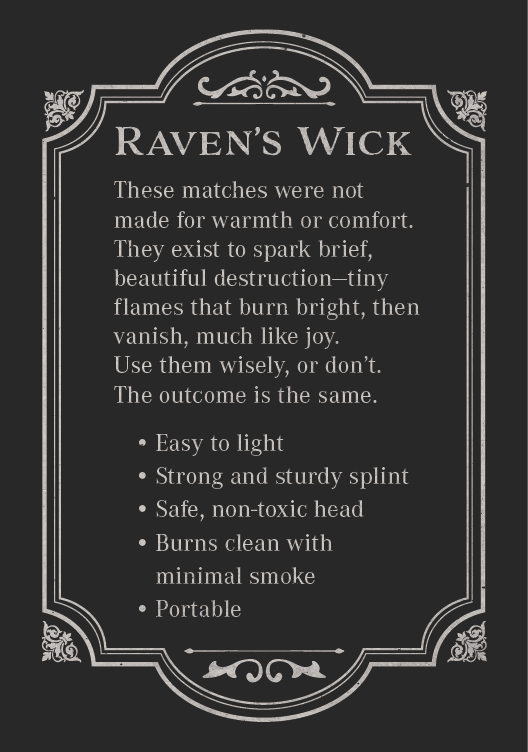 Raven's Wick
These matches were not
made for warmth or comfort.
They exist to spark brief,
beautiful destruction—tiny
flames that burn bright, then
vanish, much like joy.
Use them wisely, or don't.
The outcome is the same.
• Easy to light
• Strong and sturdy splint
• Safe, non-toxic head
• Burns clean with
minimal smoke
• Portable